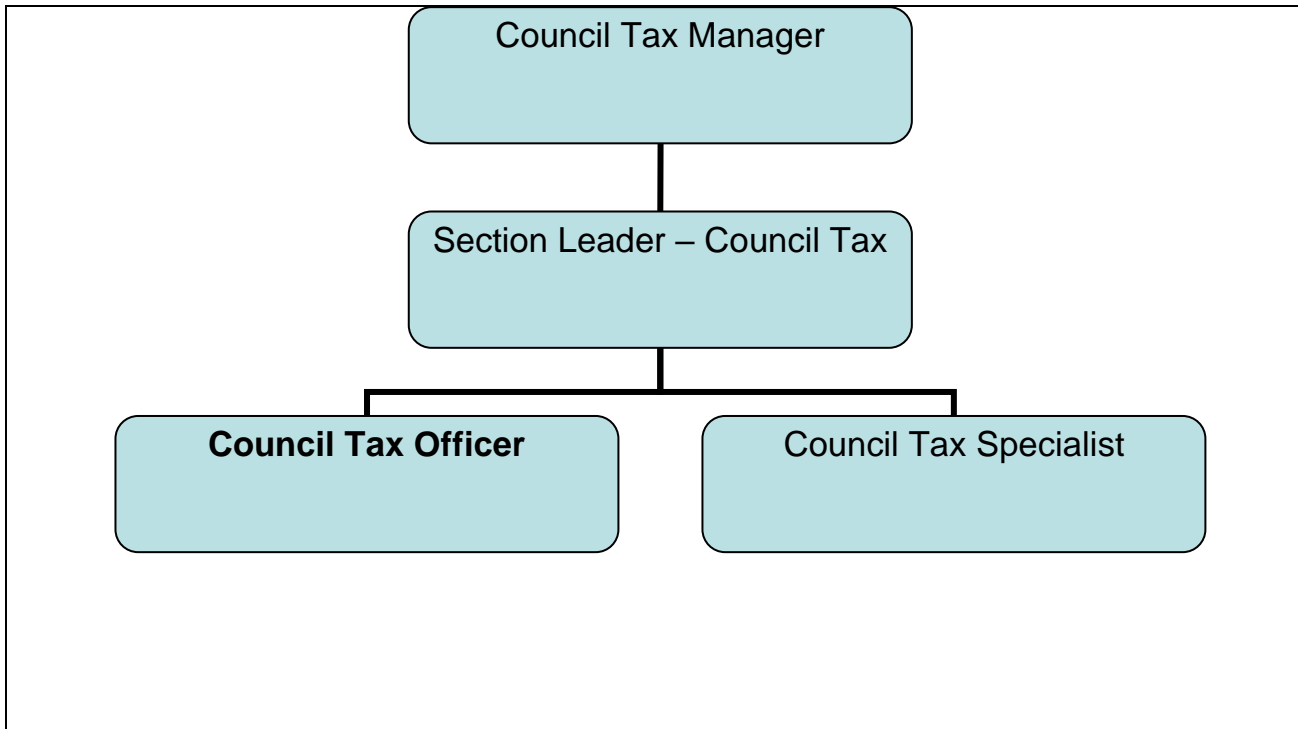 Council Tax Manager
Section Leader – Council Tax
Council Tax Officer
Council Tax Specialist